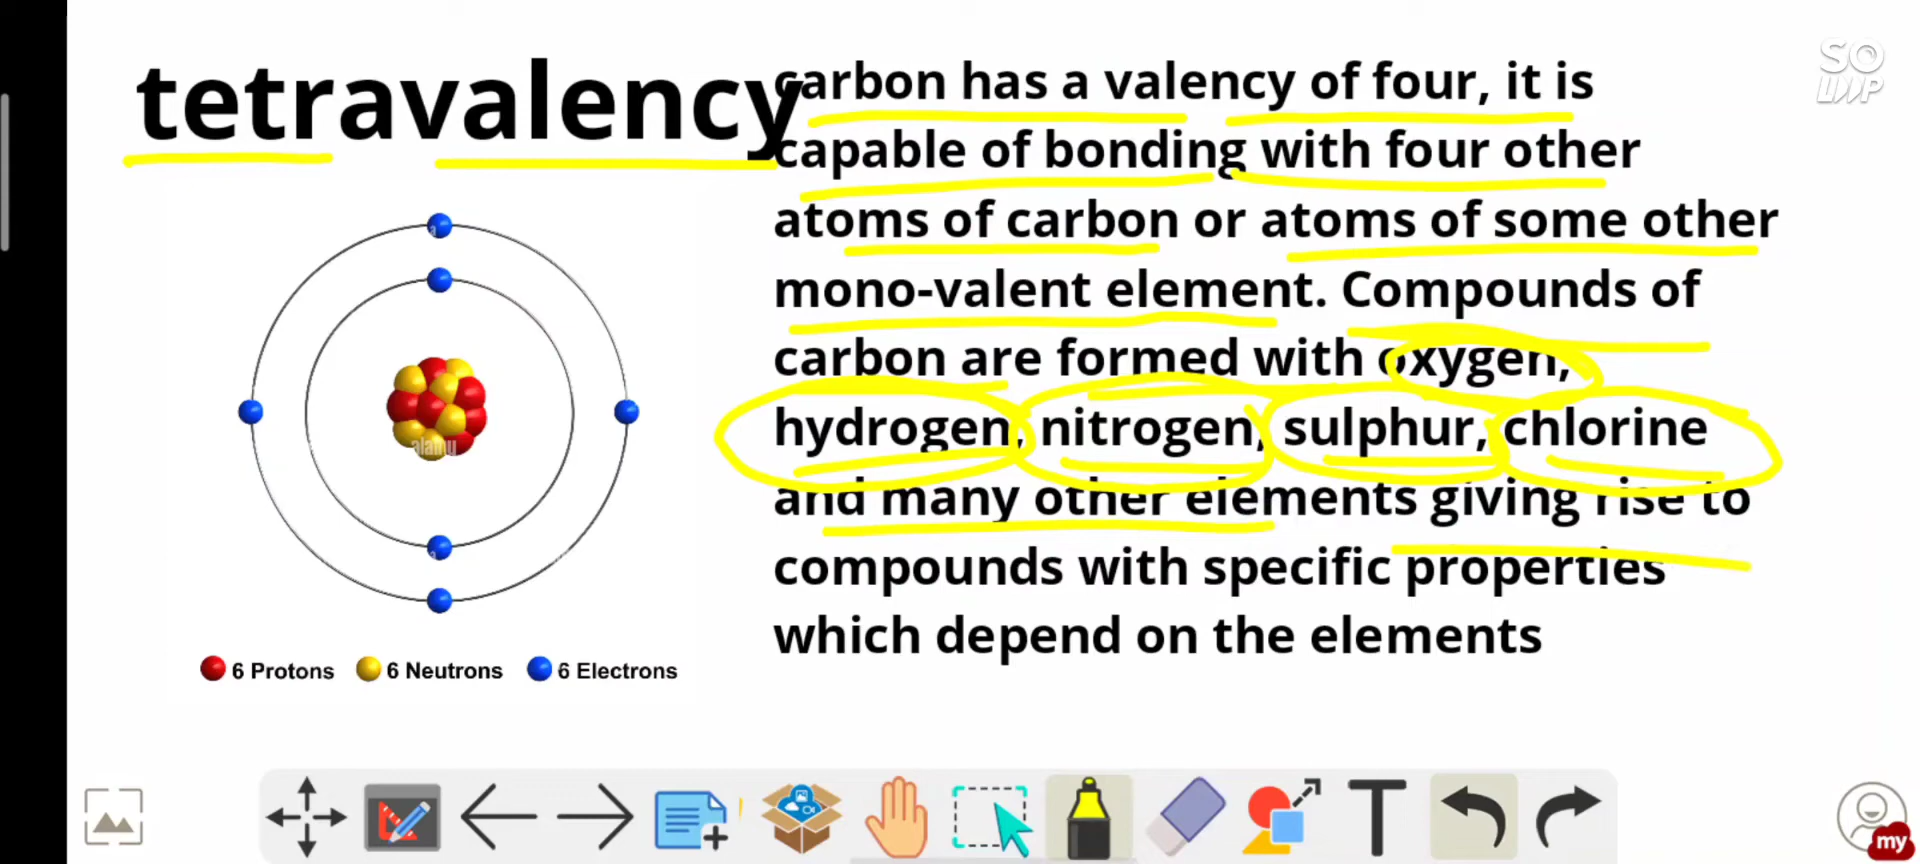 tetravalency
carbon has a valency of four, it is
capable of bonding with four other
atoms of carbon or atoms of some other
mono-valent element. Compounds of
carbon are formed with oxygen,
hydrogen, nitrogen, sulphur, chlorine
and many other elements giving rise to
compounds with specific properties
which depend on the elements
a
alamy
a
6 Protons 6 Neutrons 6 Electrons
SO
my